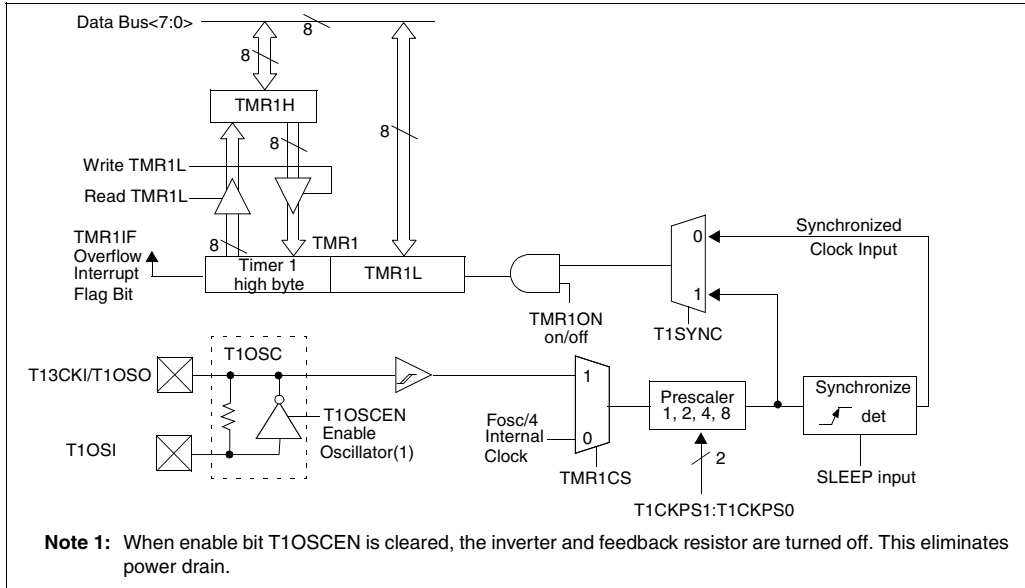 Data Bus<7:0>
8
8
TMR1H
8
8
Write TMR1L
Read TMR1L
TMR1IF
Overflow
Interrupt
Flag Bit
8
TMR1
Timer 1
high byte
TMR1L
0
1
Synchronized
Clock Input
TMR1ON
on/off
T1SYNC
T1OSC
T13CKI/T1OSO
T1OSI
T1OSCEN
Enable
Oscillator(1)
Fosc/4
Internal
Clock
1
0
TMR1CS
Prescaler
1, 2, 4, 8
2
T1CKPS1:T1CKPS0
Synchronize
det
SLEEP input
Note 1: When enable bit T1OSCEN is cleared, the inverter and feedback resistor are turned off. This eliminates
power drain.